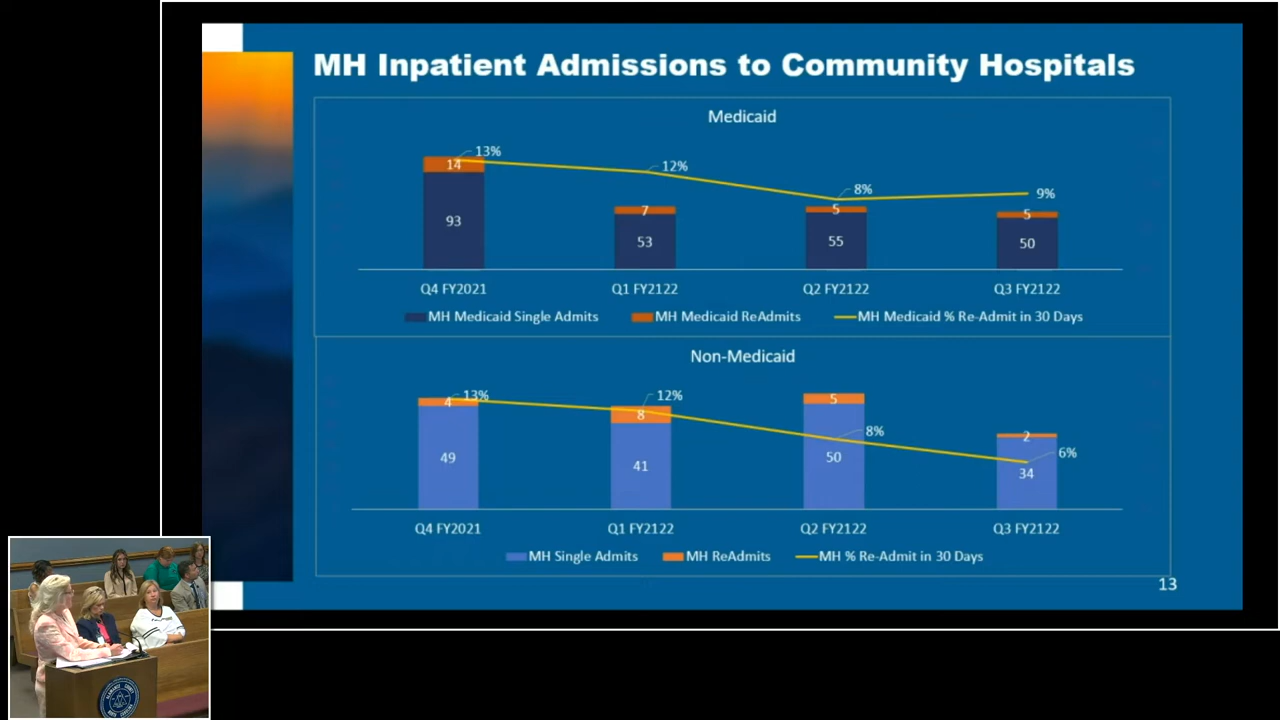 MH Inpatient Admissions to Community Hospitals
Medicaid
13%
14
12%
8%
9%
7
5
5
93
53
55
50
Q4 FY2021
Q1 FY2122
Q2 FY2122
Q3 FY2122
MH Medicaid Single Admits
MH Medicaid ReAdmits
MH Medicaid % Re-Admit in 30 Days
Non-Medicaid
4
13%
12%
8
5
8%
2
6%
49
41
50
34
Q4 FY2021
Q1 FY2122
Q2 FY2122
Q3 FY2122
MH Single Admits
MH ReAdmits
MH % Re-Admit in 30 Days
13